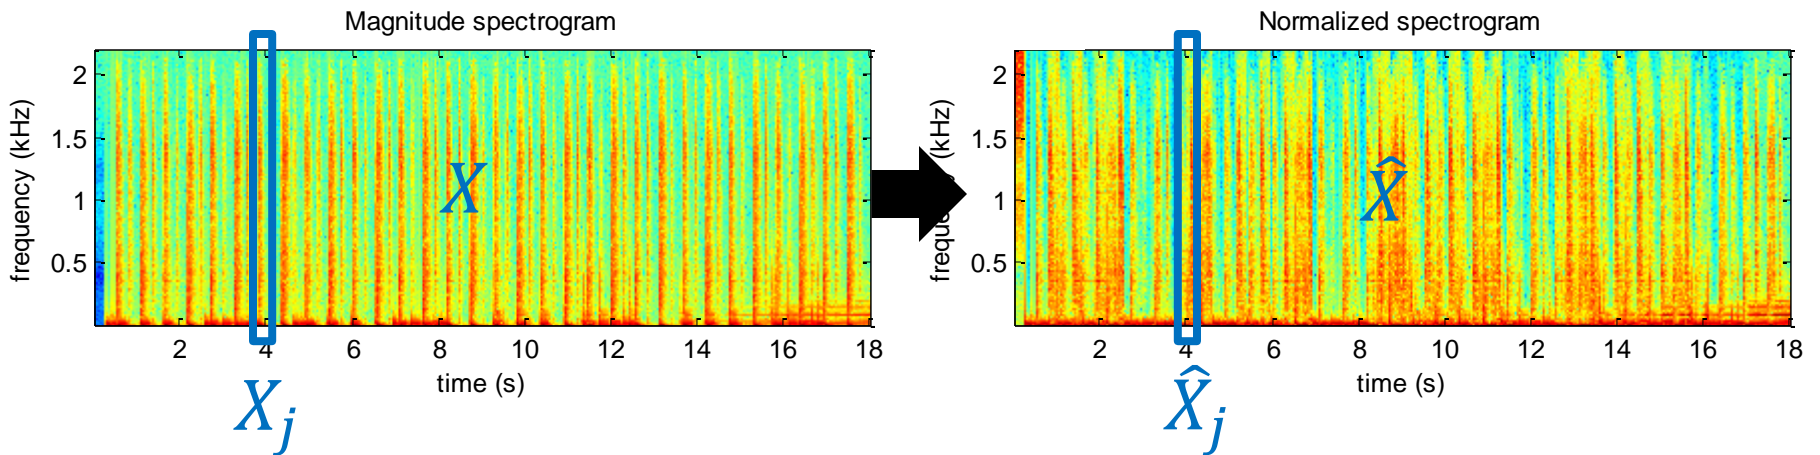 Magnitude spectrogram
frequency (kHz)
2
1.5
1
0.5
X
2 4 6 8 10 12 14 16 18
time (s)
X_j
Normalized spectrogram
frequency (kHz)
2
1.5
1
0.5
X̂
2 4 6 8 10 12 14 16 18
time (s)
X̂_j